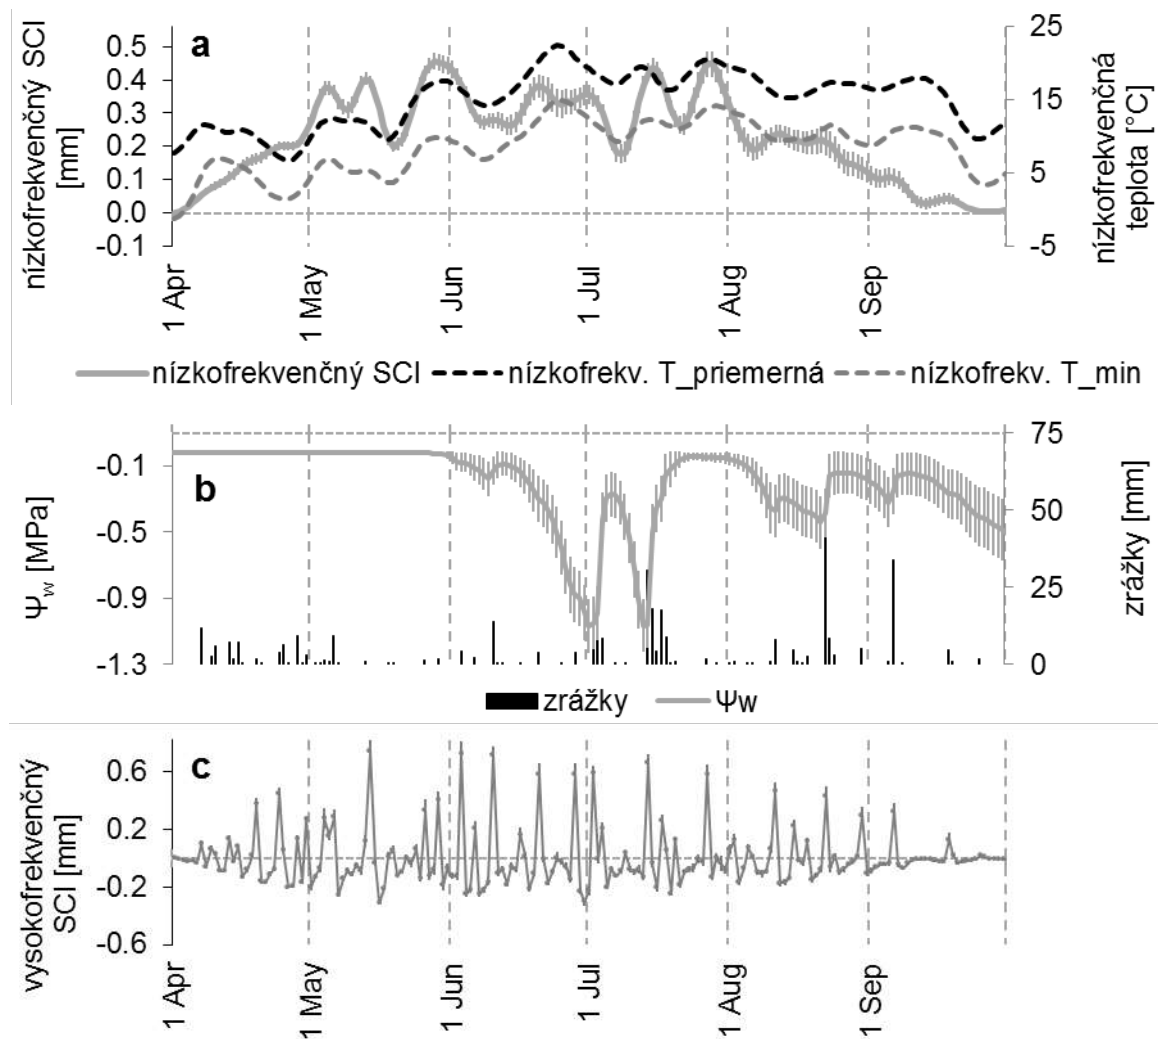 a
nízkofrekvenčný SCI
[mm]
0.5
0.4
0.3
0.2
0.1
0.0
-0.1
25
15
5
-5
nízkofrekvenčná
teplota [°C]
1 Apr
1 May
1 Jun
1 Jul
1 Aug
1 Sep
nízkofrekvenčný SCI
nízkofrekv. T_priemerná
nízkofrekv. T_min
b
Ψw [MPa]
-0.1
-0.5
-0.9
-1.3
75
50
25
0
zrážky [mm]
zrážky
Ψw
c
vysokofrekvenčný
SCI [mm]
0.6
0.2
-0.2
-0.6
1 Apr
1 May
1 Jun
1 Jul
1 Aug
1 Sep